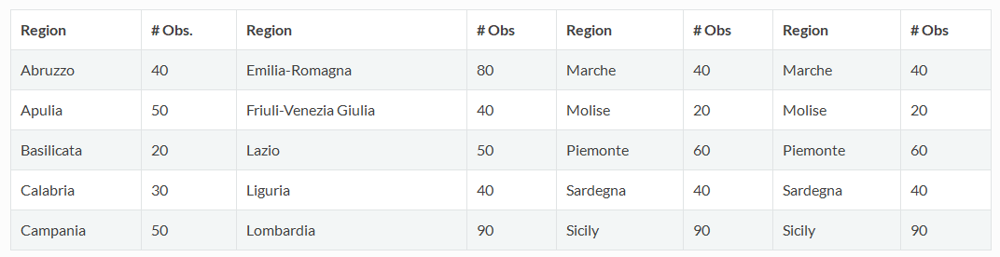 Region # Obs. Region # Obs Region # Obs Region # Obs
Abruzzo 40 Emilia-Romagna 80 Marche 40 Marche 40
Apulia 50 Friuli-Venezia Giulia 40 Molise 20 Molise 20
Basilicata 20 Lazio 50 Piemonte 60 Piemonte 60
Calabria 30 Liguria 40 Sardegna 40 Sardegna 40
Campania 50 Lombardia 90 Sicily 90 Sicily 90